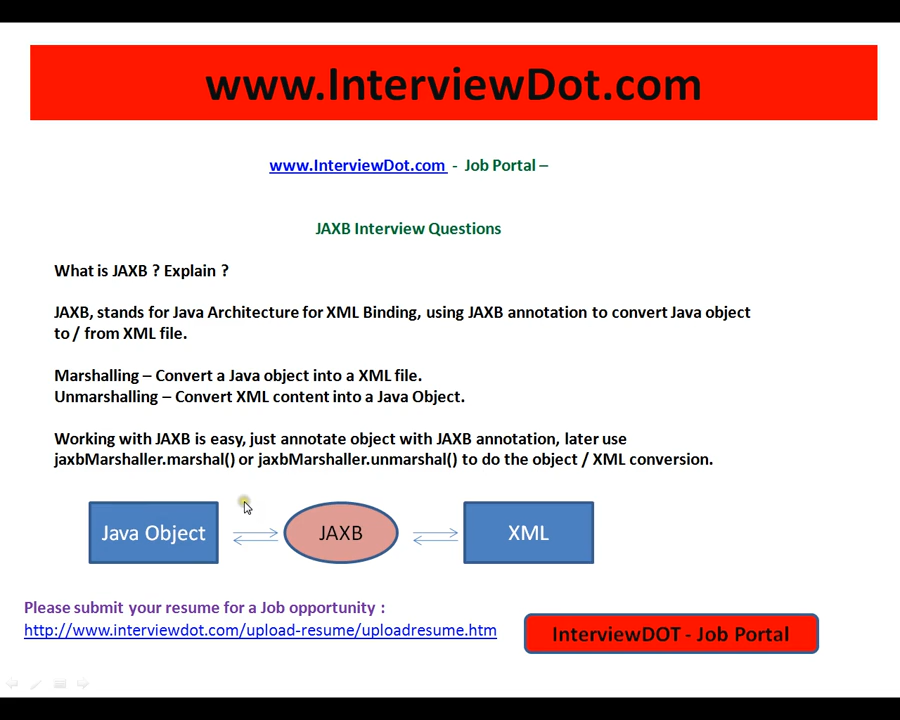 www.InterviewDot.com
www.InterviewDot.com - Job Portal –
JAXB Interview Questions
What is JAXB ? Explain ?
JAXB, stands for Java Architecture for XML Binding, using JAXB annotation to convert Java object
to / from XML file.
Marshalling – Convert a Java object into a XML file.
Unmarshalling – Convert XML content into a Java Object.
Working with JAXB is easy, just annotate object with JAXB annotation, later use
jaxbMarshaller.marshal() or jaxbMarshaller.unmarshal() to do the object / XML conversion.
Java Object
JAXB
XML
Please submit your resume for a Job opportunity :
http://www.interviewdot.com/upload-resume/uploadresume.htm
InterviewDOT - Job Portal